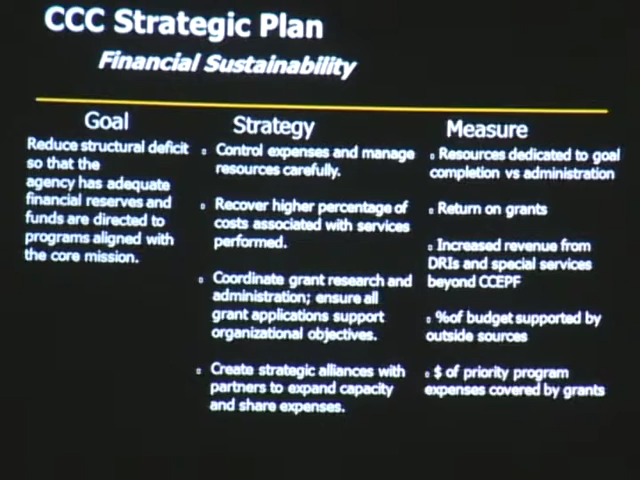 CCC Strategic Plan
Financial Sustainability
Goal
Reduce structural deficit
so that the
agency has adequate
financial reserves and
funds are directed to
programs aligned with
the core mission.
Strategy
▫ Control expenses and manage
resources carefully.
▫ Recover higher percentage of
costs associated with services
performed.
▫ Coordinate grant research and
administration; ensure all
grant applications support
organizational objectives.
▫ Create strategic alliances with
partners to expand capacity
and share expenses.
Measure
▫ Resources dedicated to goal
completion vs administration
▫ Return on grants
▫ Increased revenue from
DRIs and special services
beyond CCEPF
▫ %of budget supported by
outside sources
▫ $ of priority program
expenses covered by grants